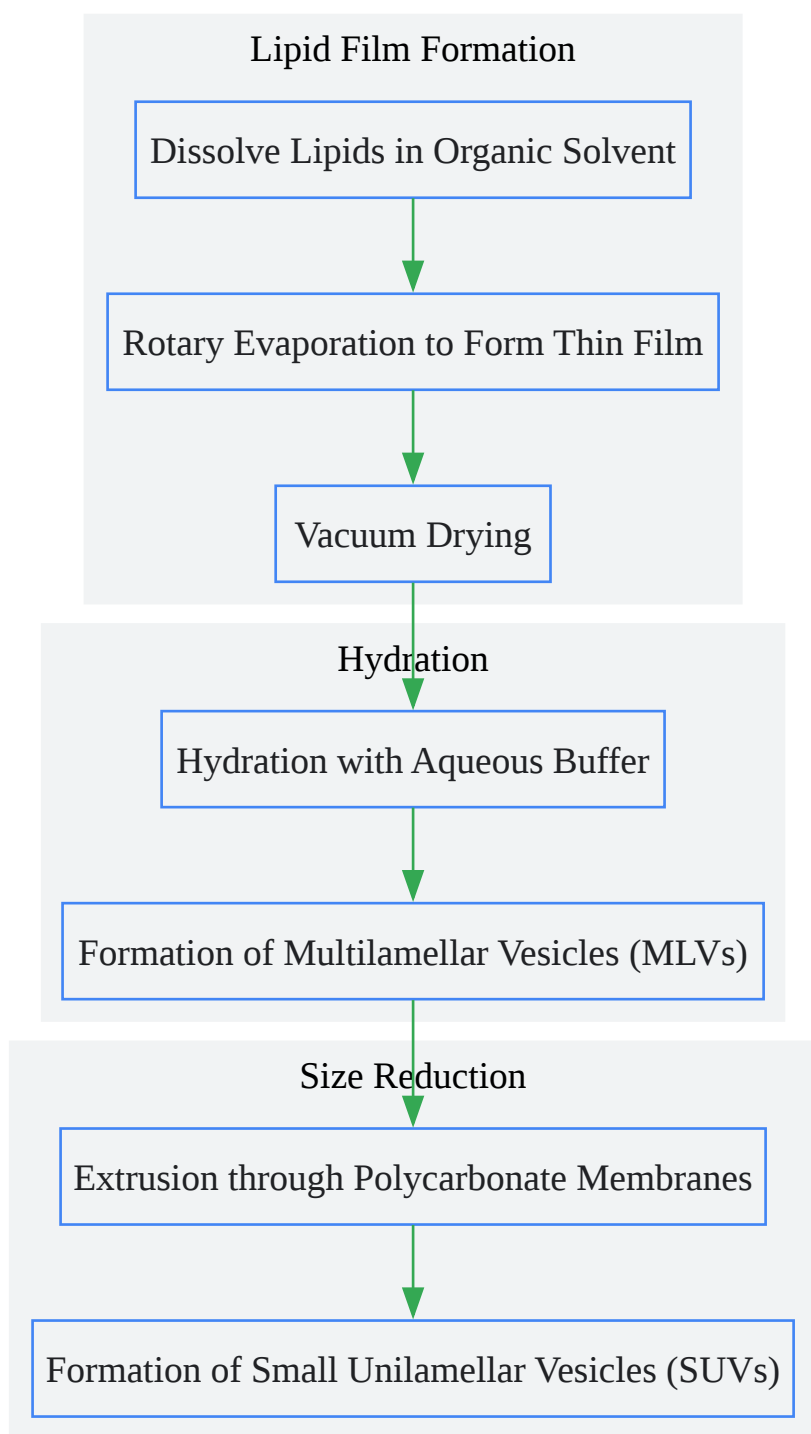 Lipid Film Formation
Dissolve Lipids in Organic Solvent
Rotary Evaporation to Form Thin Film
Vacuum Drying
Hydration
Hydration with Aqueous Buffer
Formation of Multilamellar Vesicles (MLVs)
Size Reduction
Extrusion through Polycarbonate Membranes
Formation of Small Unilamellar Vesicles (SUVs)